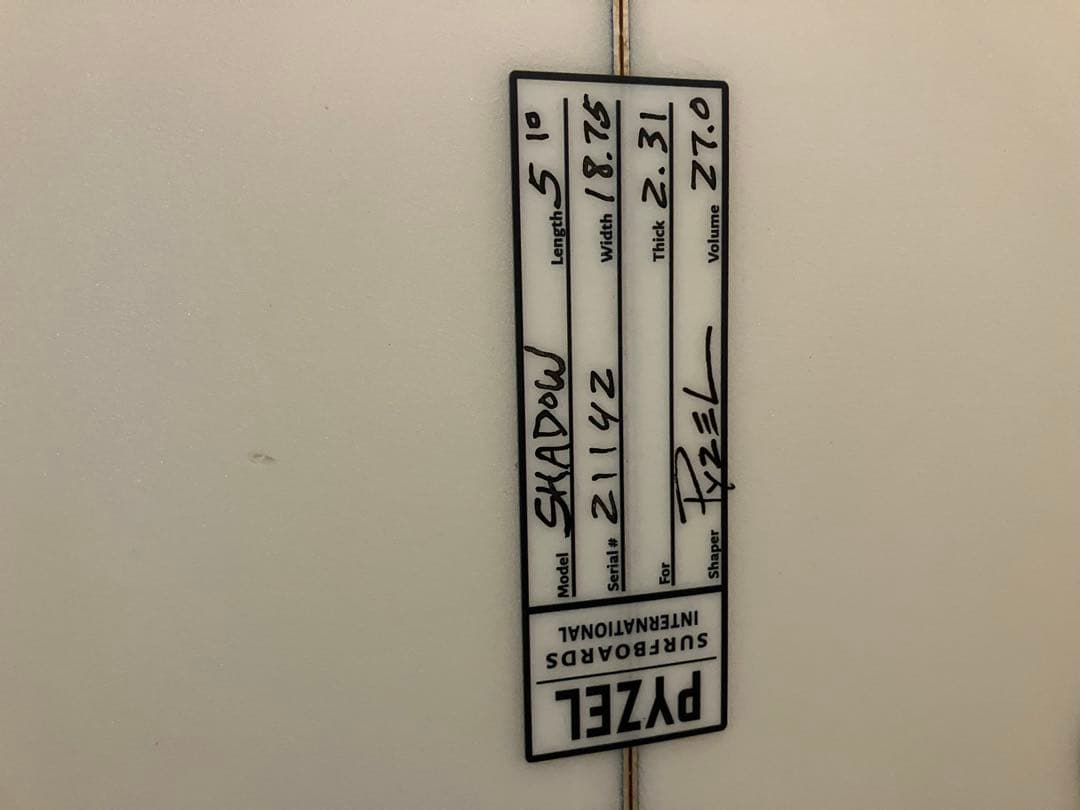 PYZEL
SURFBOARDS
INTERNATIONAL
Model SHADOW Length 5 10
Serial # 21142 Width 18.75
For Thick 2.31
Shaper PYZEL Volume 27.0